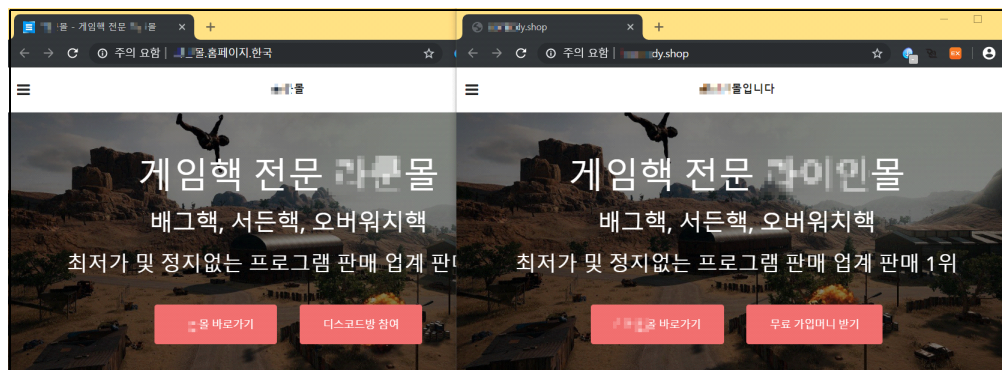 몰 - 게임핵 전문
주의 요함
몰.홈페이지.한국
몰
게임핵 전문 몰
배그핵, 서든핵, 오버워치핵
최저가 및 정지없는 프로그램 판매 업계 판
몰 바로가기
디스코드방 참여
dy.shop
주의 요함
dy.shop
몰입니다
게임핵 전문 몰
배그핵, 서든핵, 오버워치핵
최저가 및 정지없는 프로그램 판매 업계 판매 1위
몰 바로가기
무료 가입머니 받기